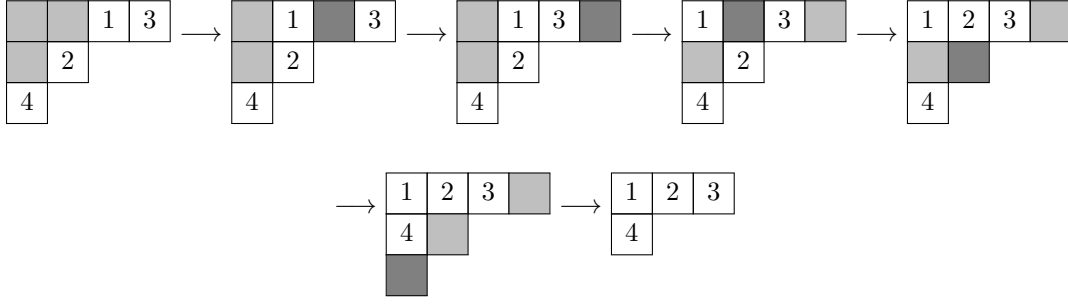 1 3 → 1 3 → 1 3 → 1 3 → 1 2 3
2 2 2 2
4 4 4 4 4
→ 1 2 3 → 1 2 3
4 4